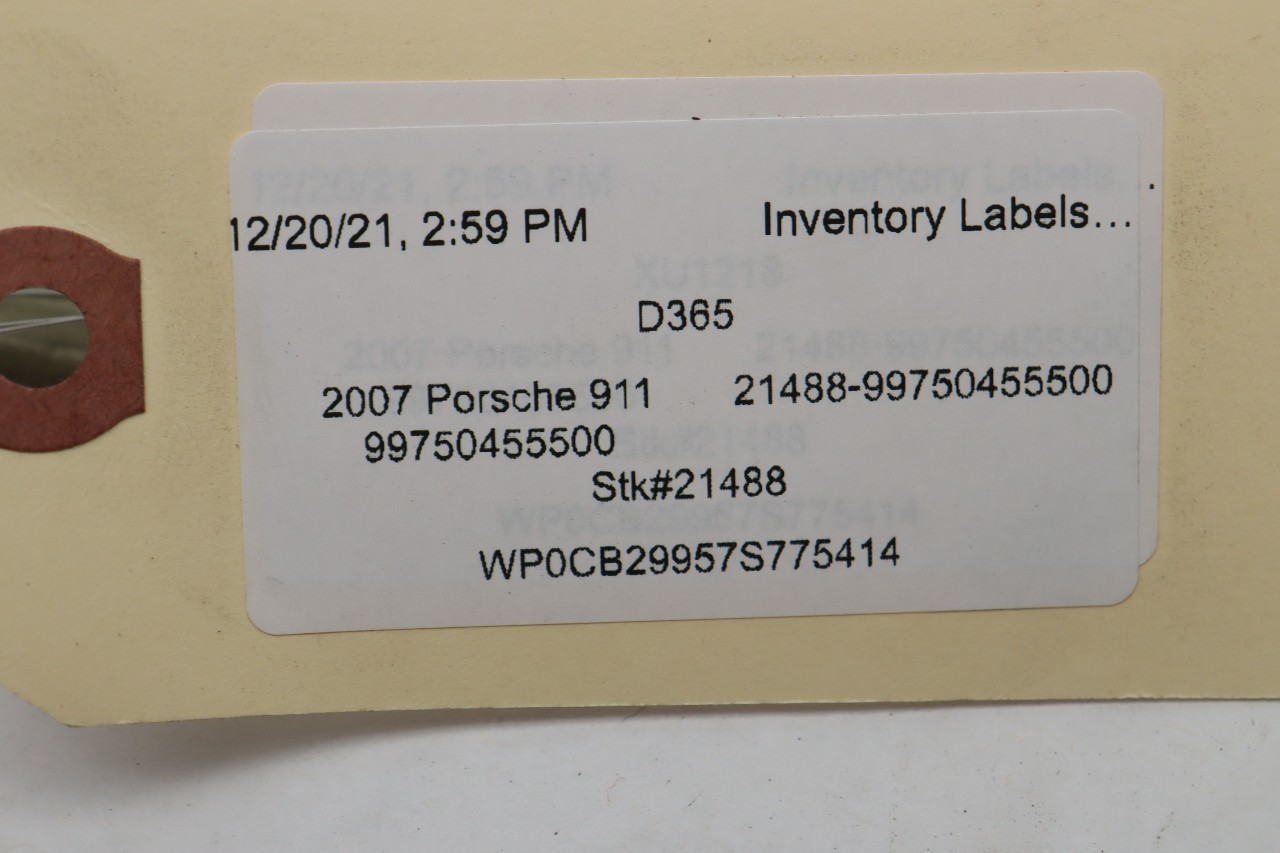 12/20/21, 2:59 PM Inventory Labels...
D365
2007 Porsche 911 21488-99750455500
99750455500
Stk#21488
WP0CB29957S775414